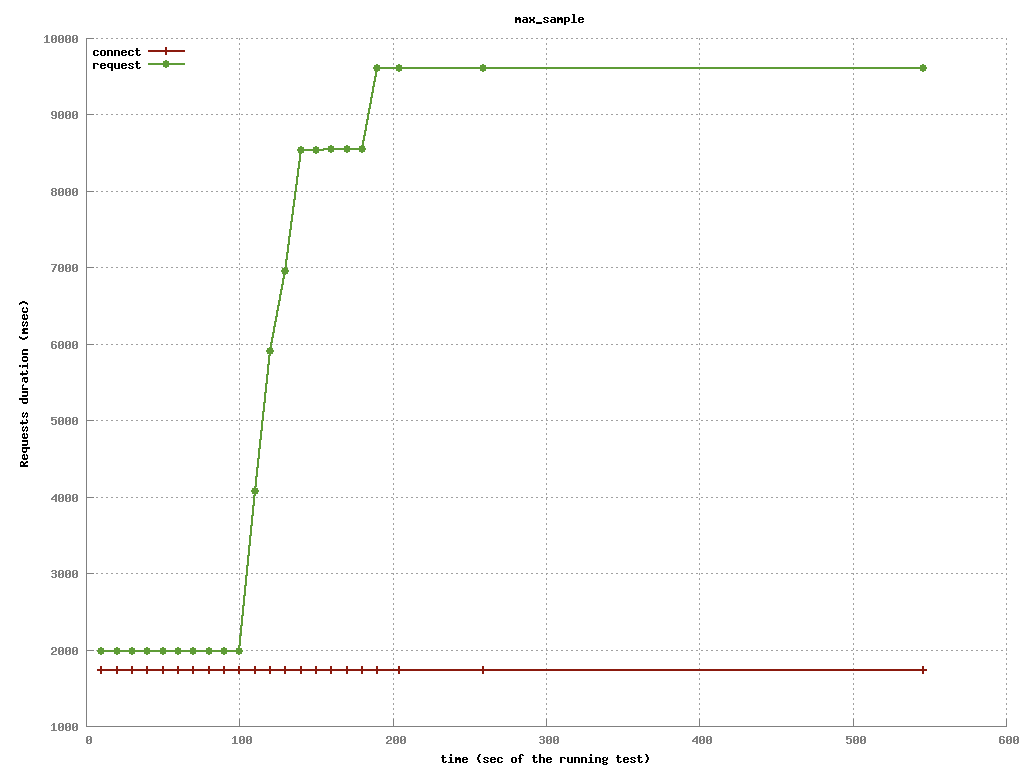 max_sample
connect
request
10000
9000
8000
7000
6000
5000
4000
3000
2000
1000
Requests duration (msec)
0 100 200 300 400 500 600
time (sec of the running test)